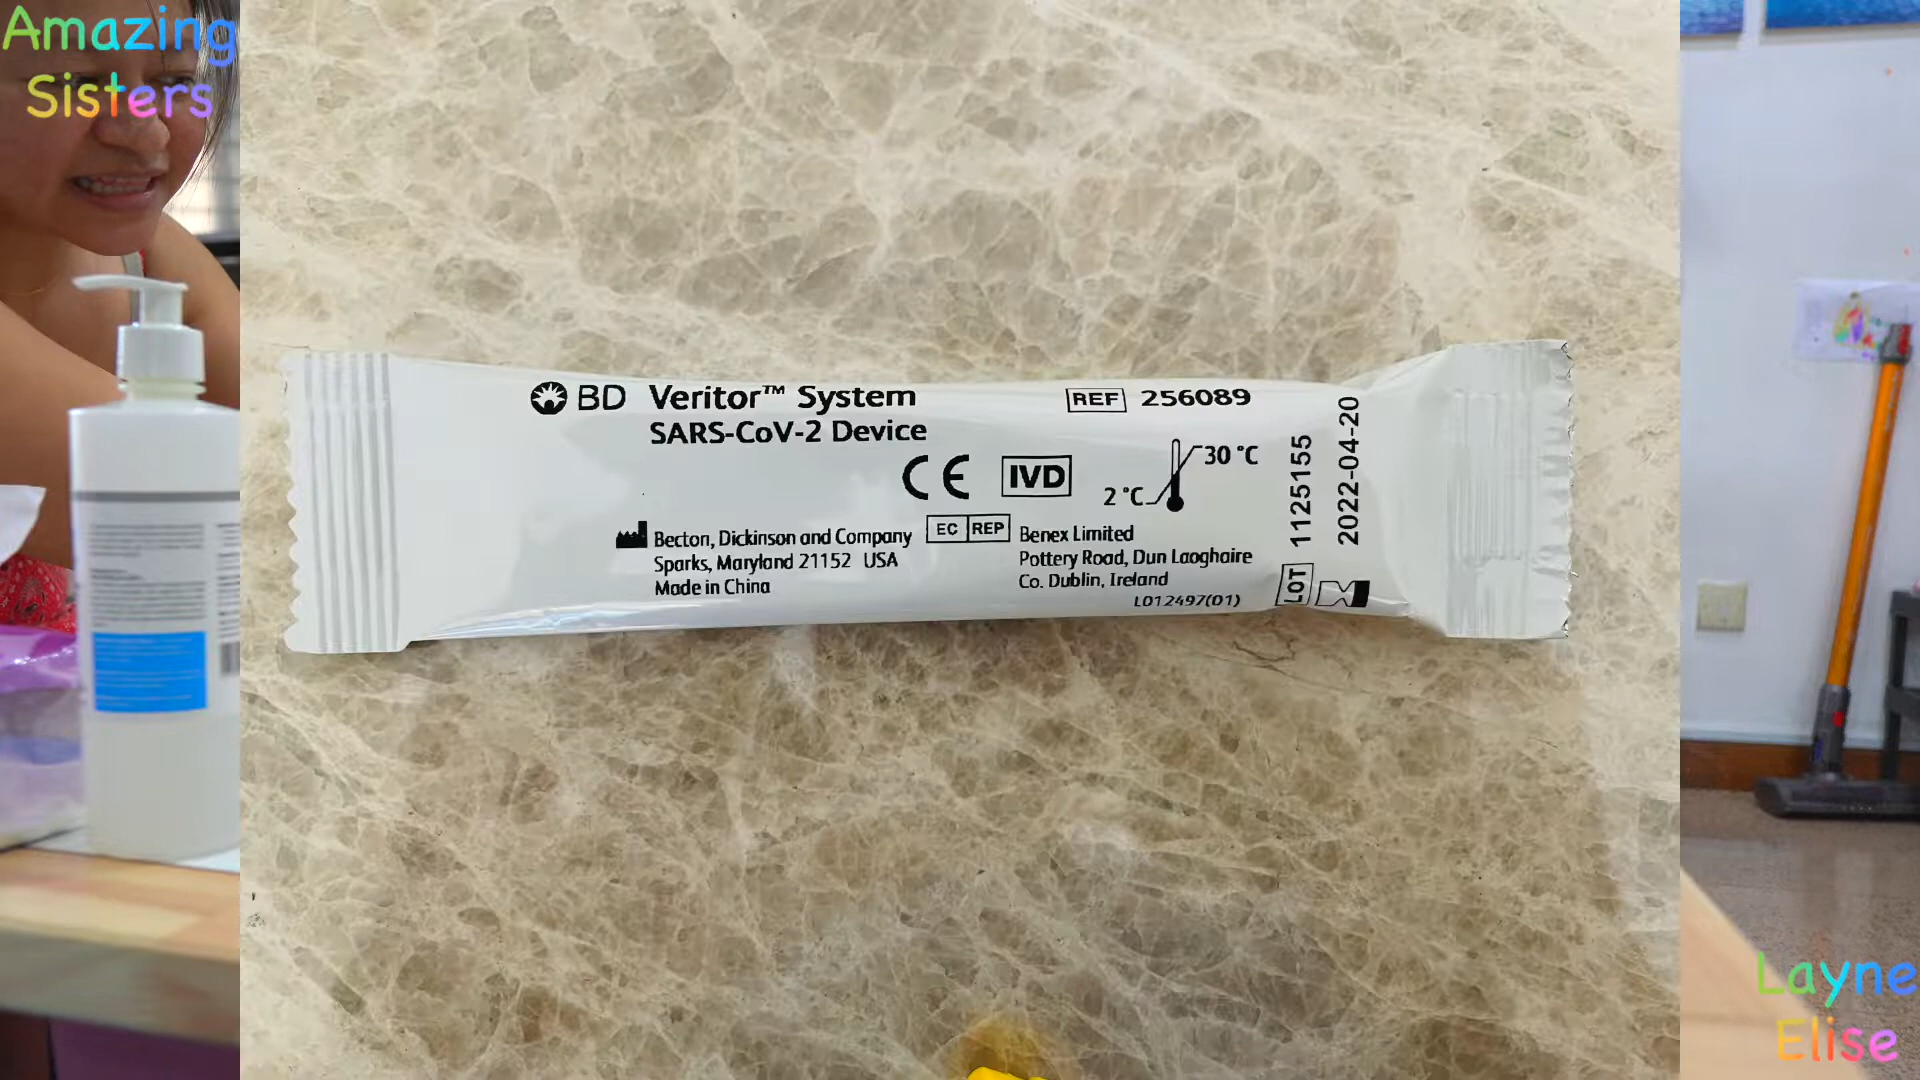 Amazing
Sisters
BD Veritor™ System
SARS-CoV-2 Device
REF 256089
CE IVD
2 °C 30 °C
Becton, Dickinson and Company
Sparks, Maryland 21152 USA
Made in China
EC REP
Benex Limited
Pottery Road, Dun Laoghaire
Co. Dublin, Ireland
L012497(01)
LOT 1125155
2022-04-20
Layne
Elise